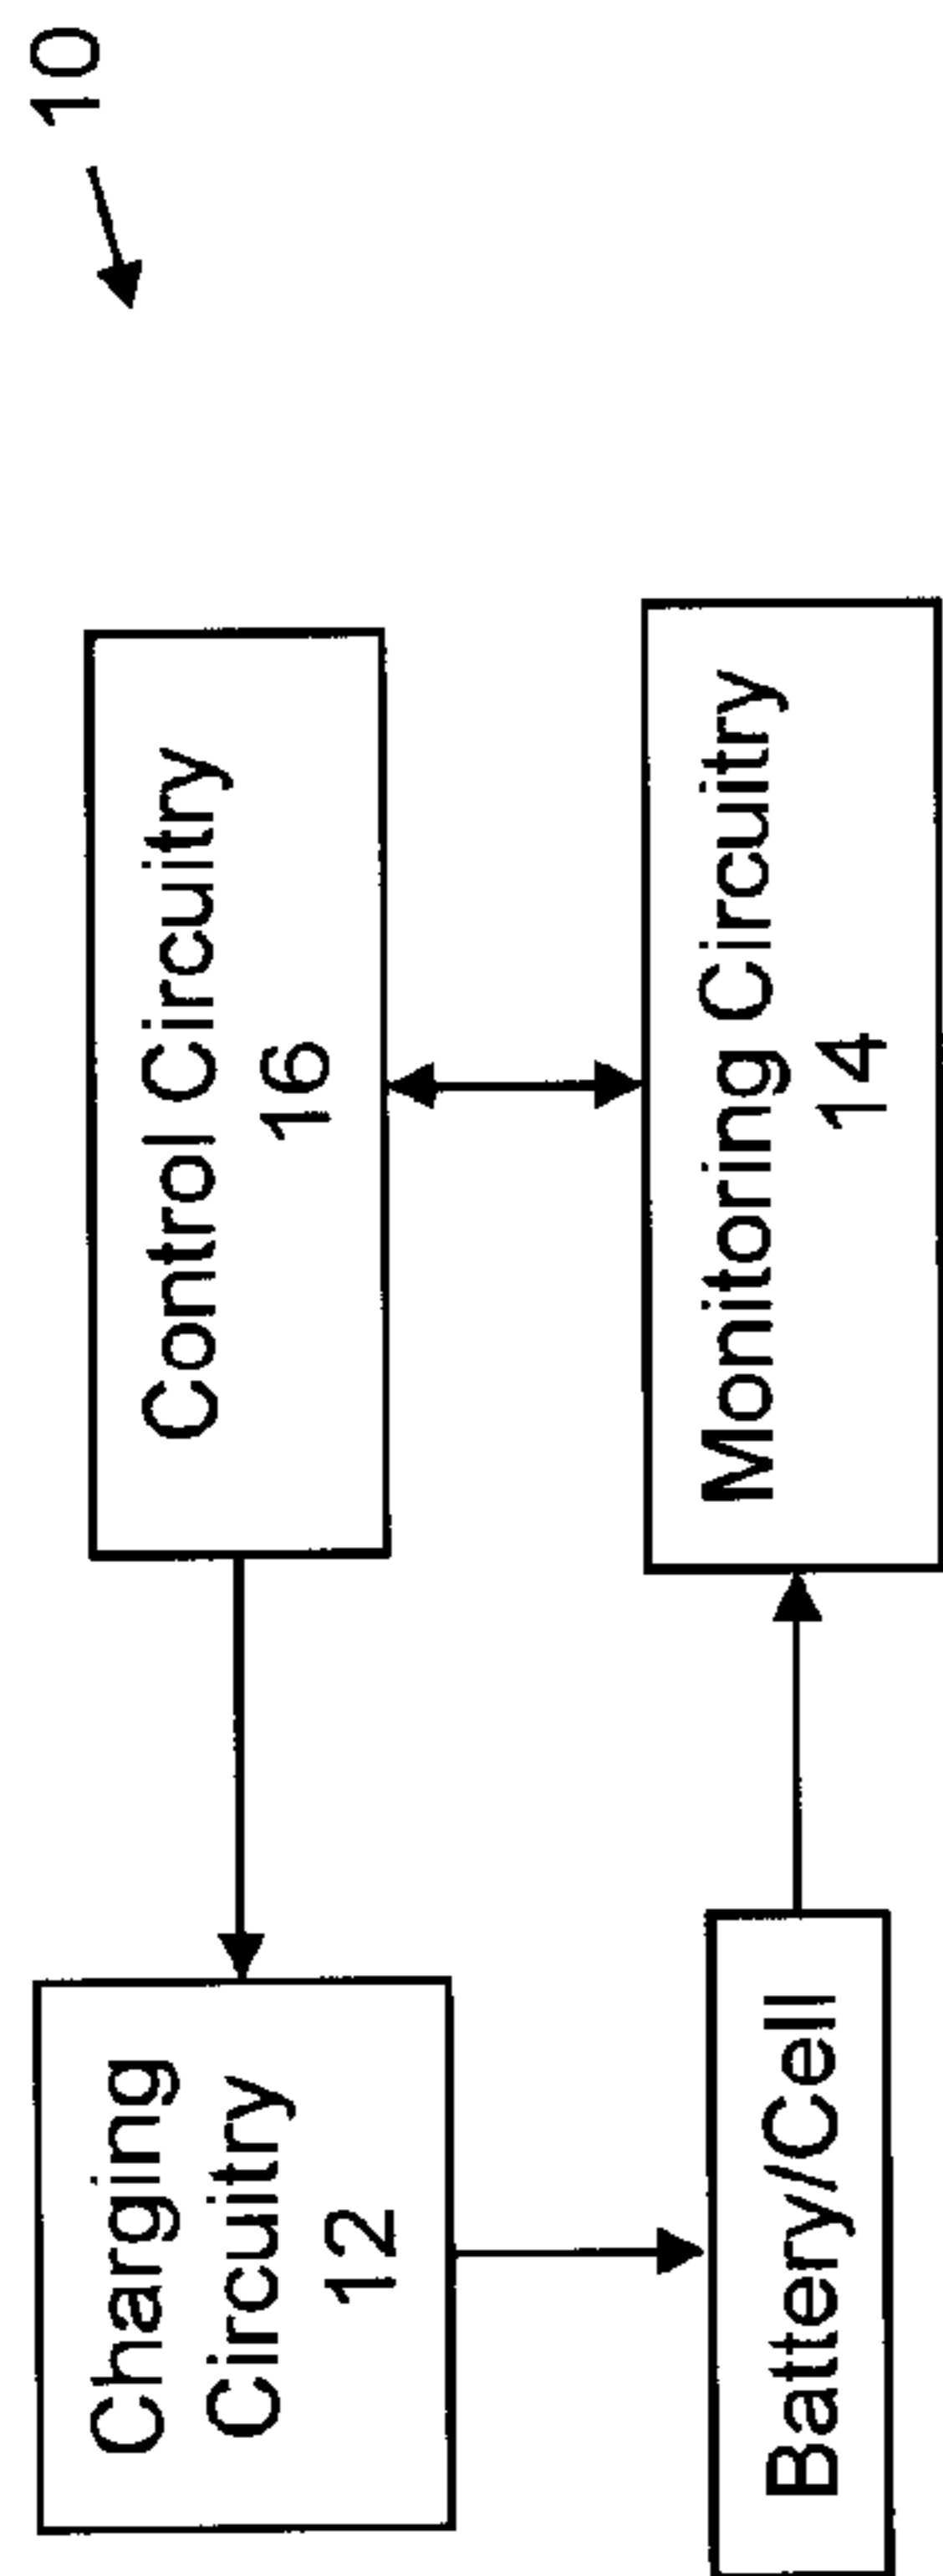 10
Charging
Circuitry
12
Control Circuitry
16
Battery/Cell
Monitoring Circuitry
14